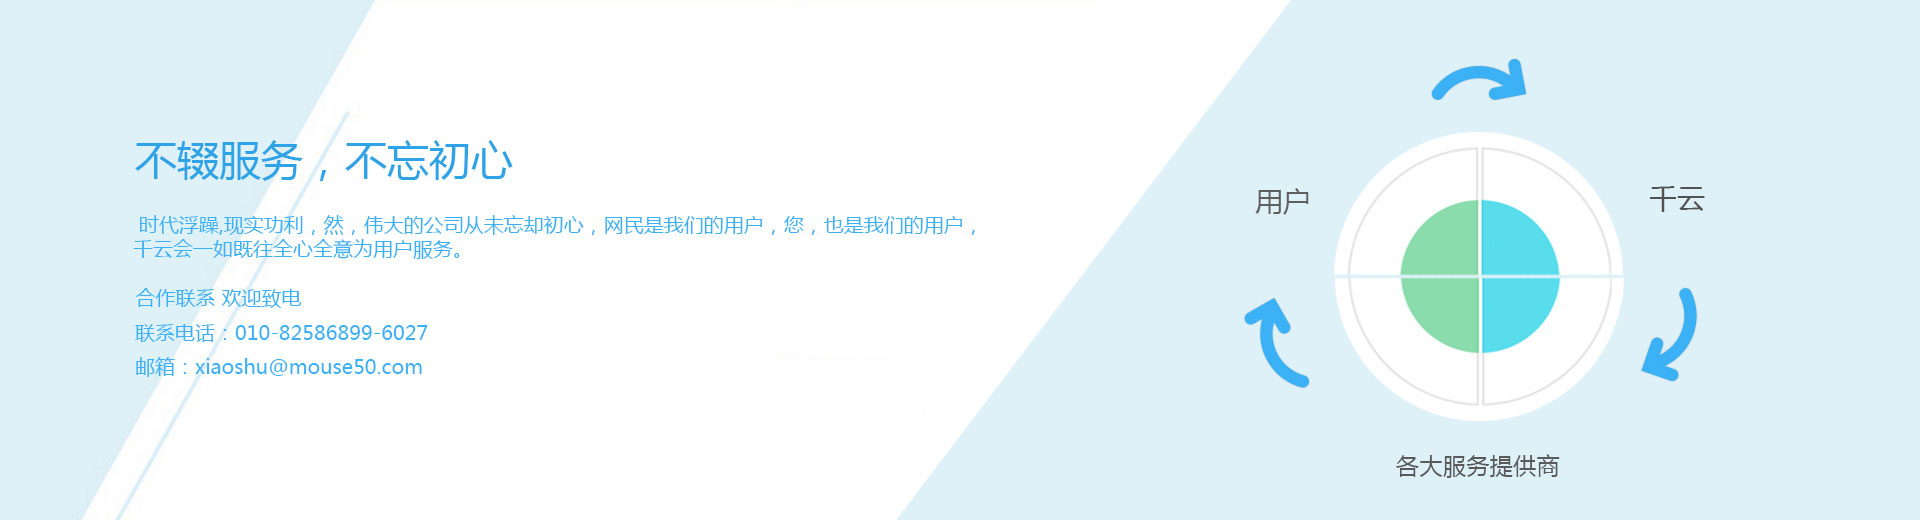 不辍服务，不忘初心
时代浮躁,现实功利，然，伟大的公司从未忘却初心，网民是我们的用户，您，也是我们的用户，
千云会一如既往全心全意为用户服务。
合作联系 欢迎致电
联系电话：010-82586899-6027
邮箱：xiaoshu@mouse50.com
用户
千云
各大服务提供商